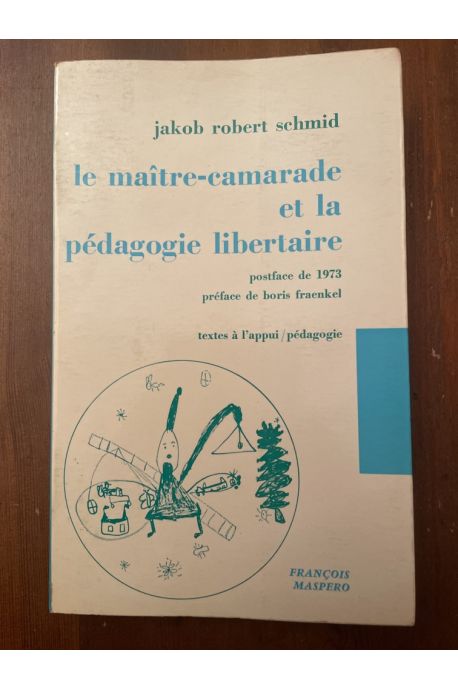 jakob robert schmid
le maître-camarade
et la
pédagogie libertaire
postface de 1973
préface de boris fraenkel
textes à l'appui/pédagogie
FRANÇOIS
MASPERO